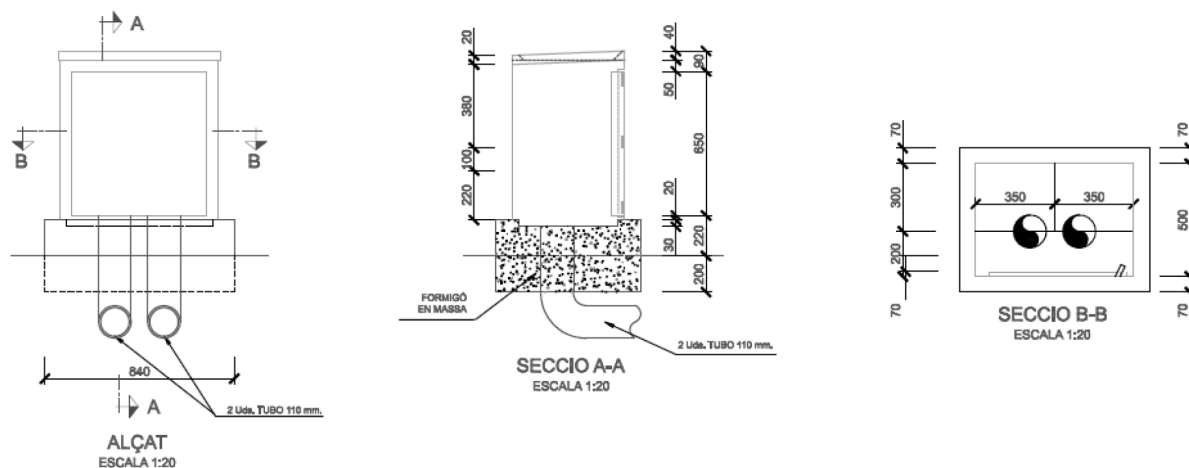 A
B
B
840
A
2 Uds. TUBO 110 mm.
ALÇAT
ESCALA 1:20
20
380
100
220
40
90
50
650
20
220
30
200
FORMIGÓ
EN MASSA
2 Uds. TUBO 110 mm.
SECCIO A-A
ESCALA 1:20
70
300
200
70
350
350
70
500
70
SECCIO B-B
ESCALA 1:20